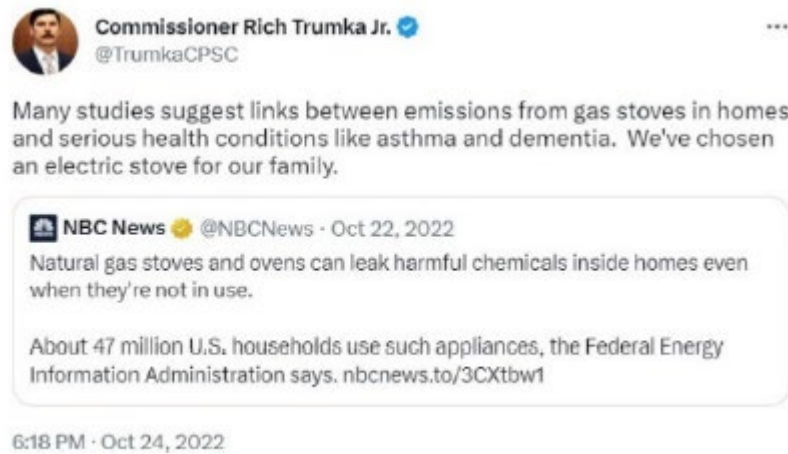 Commissioner Rich Trumka Jr.
@TrumkaCPSC
Many studies suggest links between emissions from gas stoves in homes
and serious health conditions like asthma and dementia. We've chosen
an electric stove for our family.
NBC News @NBCNews · Oct 22, 2022
Natural gas stoves and ovens can leak harmful chemicals inside homes even
when they're not in use.
About 47 million U.S. households use such appliances, the Federal Energy
Information Administration says. nbcnews.to/3CXtbw1
6:18 PM · Oct 24, 2022